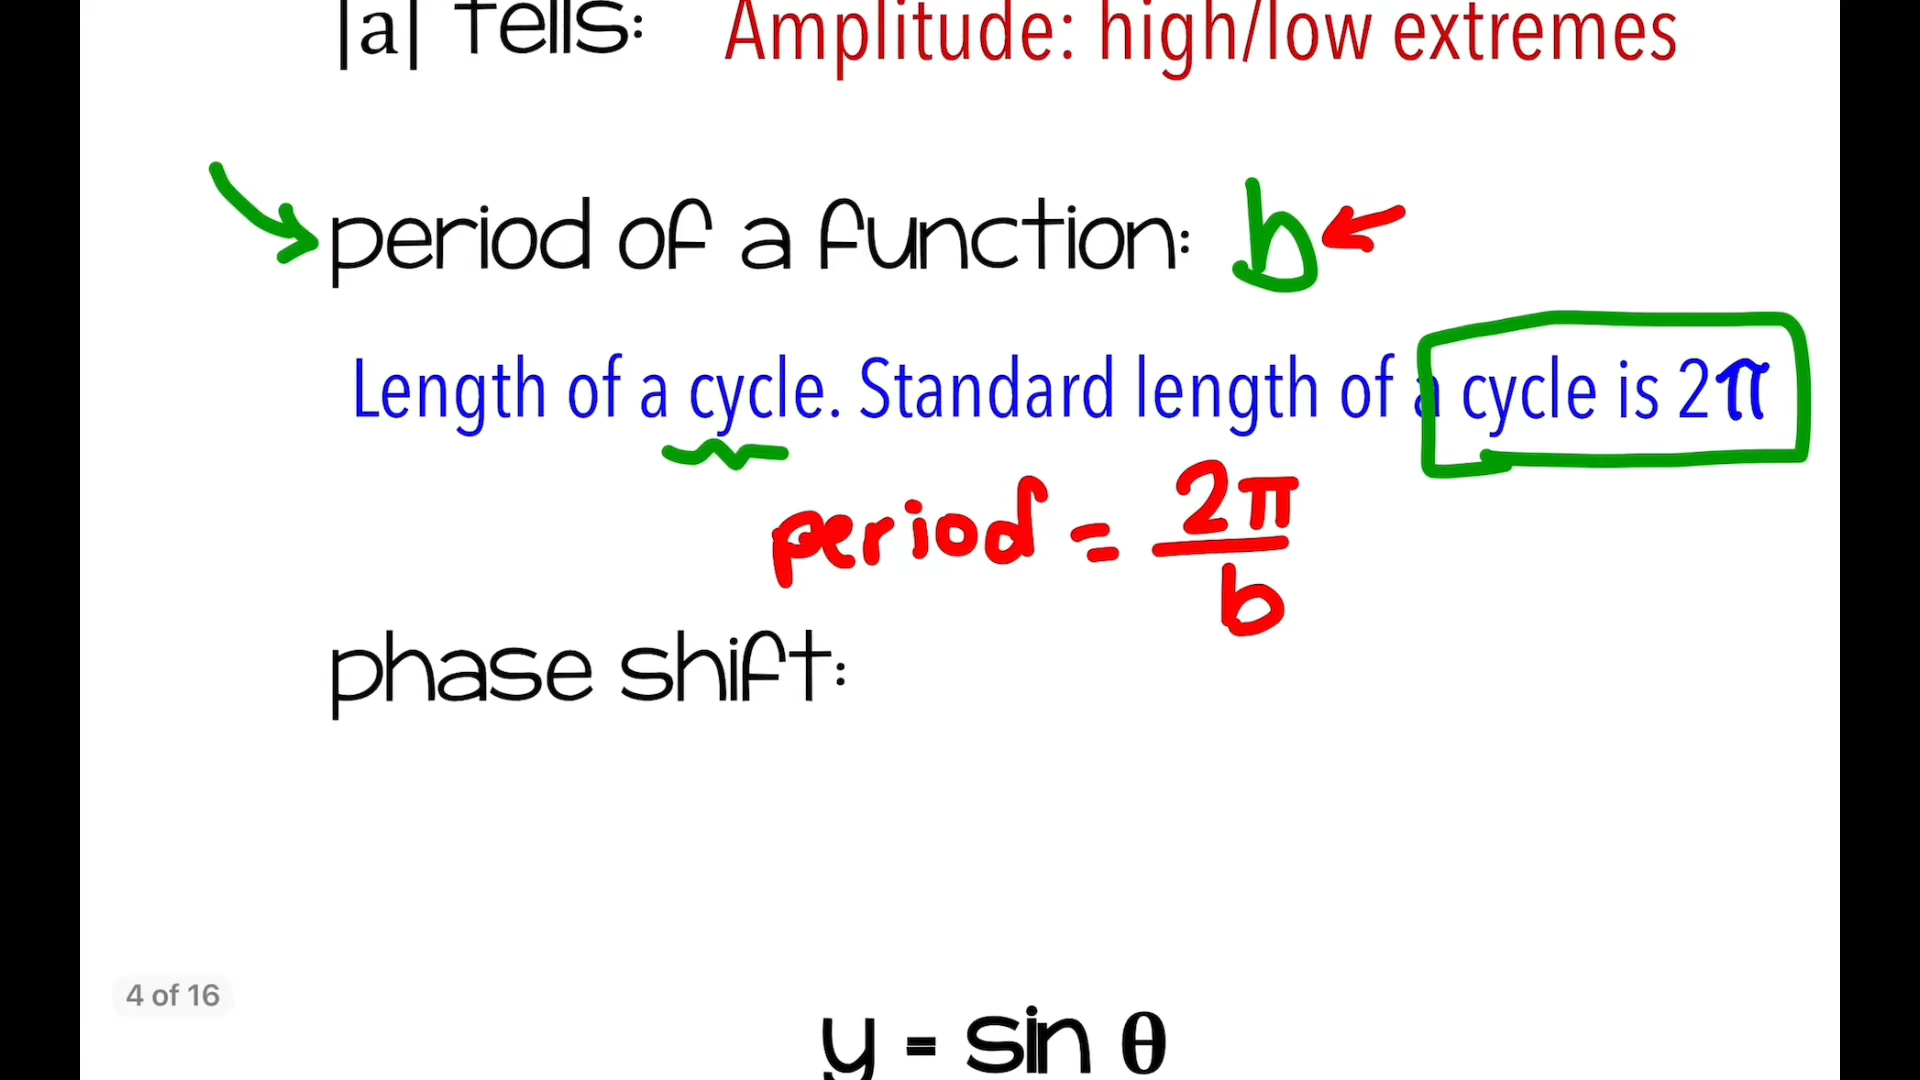 |a| tells: Amplitude: high/low extremes
period of a function: b
Length of a cycle. Standard length of a cycle is 2π
period = 2π/b
phase shift:
4 of 16
y = sin θ